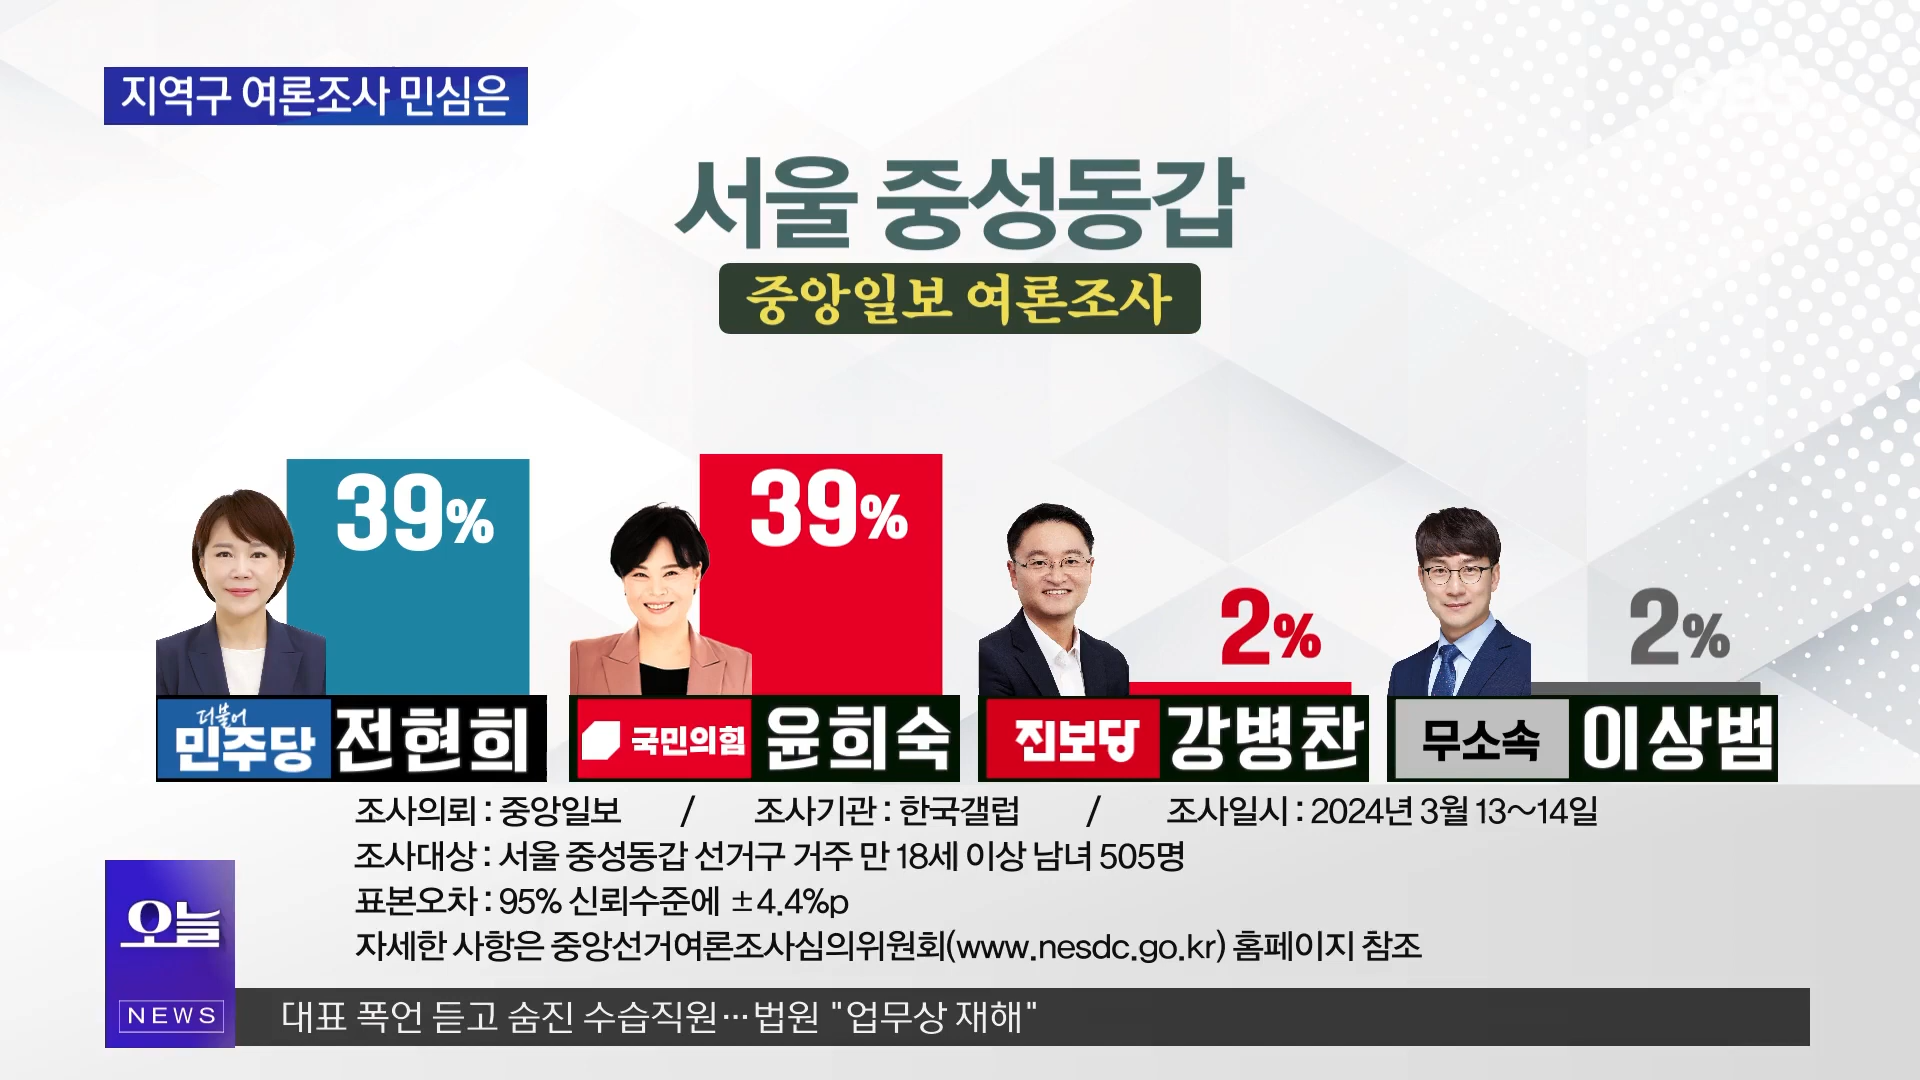 지역구 여론조사 민심은
OBS
서울 중성동갑
중앙일보 여론조사
39%
39%
2%
2%
더불어
민주당 전현희
국민의힘 윤희숙
진보당 강병찬
무소속 이상범
조사의뢰 : 중앙일보 / 조사기관 : 한국갤럽 / 조사일시 : 2024년 3월 13~14일
조사대상 : 서울 중성동갑 선거구 거주 만 18세 이상 남녀 505명
표본오차 : 95% 신뢰수준에 ±4.4%p
자세한 사항은 중앙선거여론조사심의위원회(www.nesdc.go.kr) 홈페이지 참조
오늘
NEWS
대표 폭언 듣고 숨진 수습직원…법원 "업무상 재해"